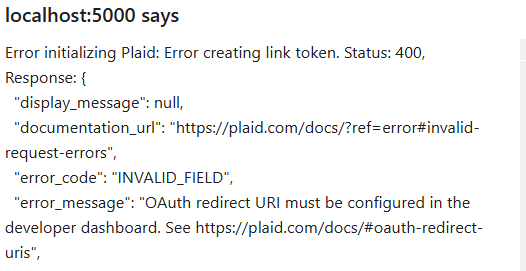 localhost:5000 says
Error initializing Plaid: Error creating link token. Status: 400,
Response: {
  "display_message": null,
  "documentation_url": "https://plaid.com/docs/?ref=error#invalid-
request-errors",
  "error_code": "INVALID_FIELD",
  "error_message": "OAuth redirect URI must be configured in the
developer dashboard. See https://plaid.com/docs/#oauth-redirect-
uris",